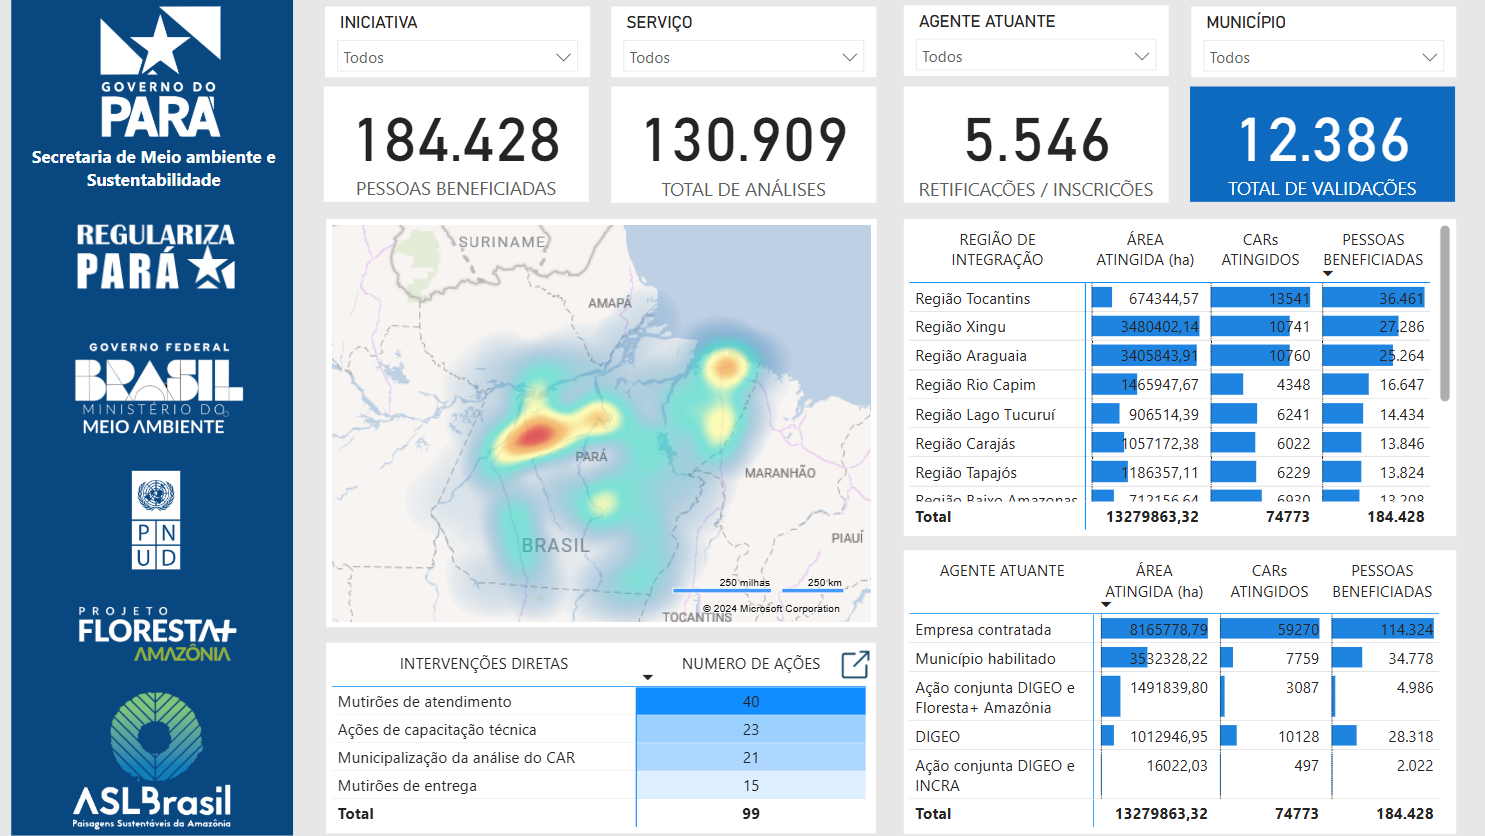 GOVERNO DO
PARÁ
Secretaria de Meio ambiente e
Sustentabilidade
REGULARIZA
PARÁ
GOVERNO FEDERAL
BRASIL
MINISTÉRIO DO
MEIO AMBIENTE
PN
UD
PROJETO
FLORESTA+
AMAZÔNIA
ASLBrasil
Paisagens Sustentáveis da Amazônia
INICIATIVA
Todos
SERVIÇO
Todos
AGENTE ATUANTE
Todos
MUNICÍPIO
Todos
184.428
PESSOAS BENEFICIADAS
130.909
TOTAL DE ANÁLISES
5.546
RETIFICAÇÕES / INSCRIÇÕES
12.386
TOTAL DE VALIDAÇÕES
SURINAME
AMAPÁ
PARÁ
MARANHÃO
BRASIL
PIAUÍ
TOCANTINS
250 milhas 250 km
© 2024 Microsoft Corporation
INTERVENÇÕES DIRETAS NUMERO DE AÇÕES
Mutirões de atendimento 40
Ações de capacitação técnica 23
Municipalização da análise do CAR 21
Mutirões de entrega 15
Total 99
REGIÃO DE INTEGRAÇÃO ÁREA ATINGIDA (ha) CARs ATINGIDOS PESSOAS BENEFICIADAS
Região Tocantins 674344,57 13541 36.461
Região Xingu 3480402,14 10741 27.286
Região Araguaia 3405843,91 10760 25.264
Região Rio Capim 1465947,67 4348 16.647
Região Lago Tucuruí 906514,39 6241 14.434
Região Carajás 1057172,38 6022 13.846
Região Tapajós 1186357,11 6229 13.824
Região Baixo Amazonas 712156,64 6930 13.208
Total 13279863,32 74773 184.428
AGENTE ATUANTE ÁREA ATINGIDA (ha) CARs ATINGIDOS PESSOAS BENEFICIADAS
Empresa contratada 8165778,79 59270 114.324
Município habilitado 3532328,22 7759 34.778
Ação conjunta DIGEO e Floresta+ Amazônia 1491839,80 3087 4.986
DIGEO 1012946,95 10128 28.318
Ação conjunta DIGEO e INCRA 16022,03 497 2.022
Total 13279863,32 74773 184.428